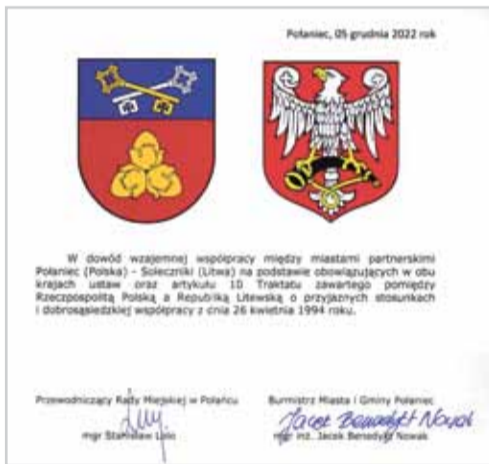 Połaniec, 05 grudnia 2022 rok
W dowód wzajemnej współpracy między miastami partnerskimi
Połaniec (Polska) - Soleczniki (Litwa) na podstawie obowiązujących w obu
krajach ustaw oraz artykułu 10 Traktatu zawartego pomiędzy
Rzeczpospolitą Polską a Republiką Litewską o przyjaznych stosunkach
i dobrosąsiedzkiej współpracy z dnia 26 kwietnia 1994 roku.
Przewodniczący Rady Miejskiej w Połańcu
mgr Stanisław Lolo
Burmistrz Miasta i Gminy Połaniec
Jacek Benedykt Nowak
mgr inż. Jacek Benedykt Nowak